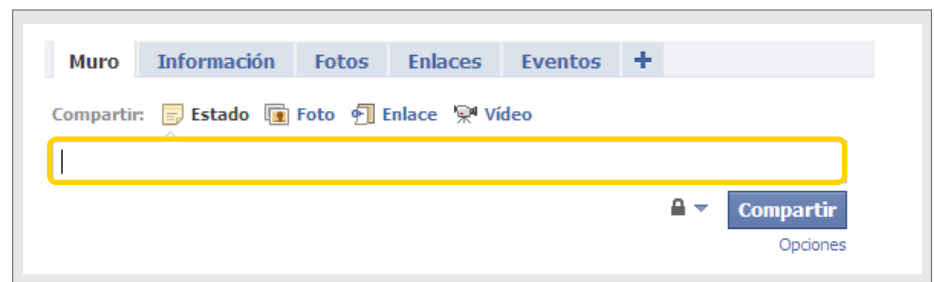 Muro Información Fotos Enlaces Eventos +
Compartir: Estado Foto Enlace Vídeo
Compartir
Opciones